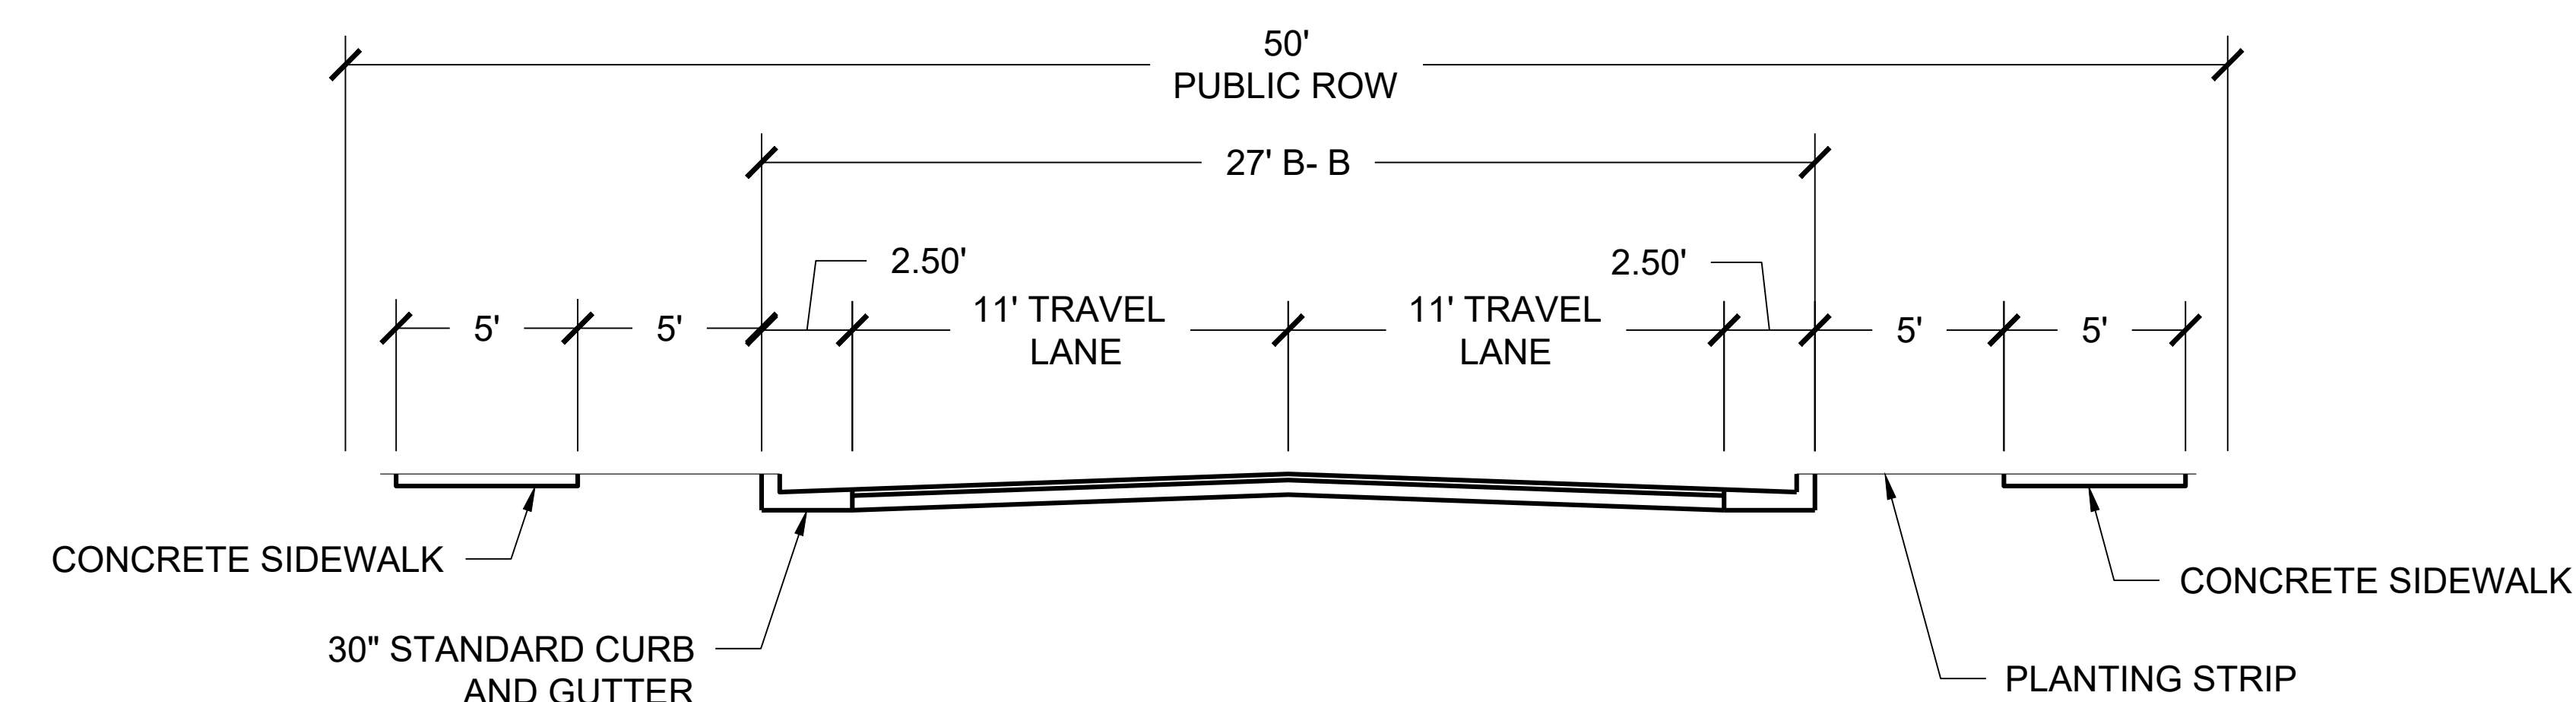 50'
PUBLIC ROW
27' B- B
2.50'
2.50'
5'
5'
11' TRAVEL
LANE
11' TRAVEL
LANE
5'
5'
CONCRETE SIDEWALK
CONCRETE SIDEWALK
30" STANDARD CURB
AND GUTTER
PLANTING STRIP